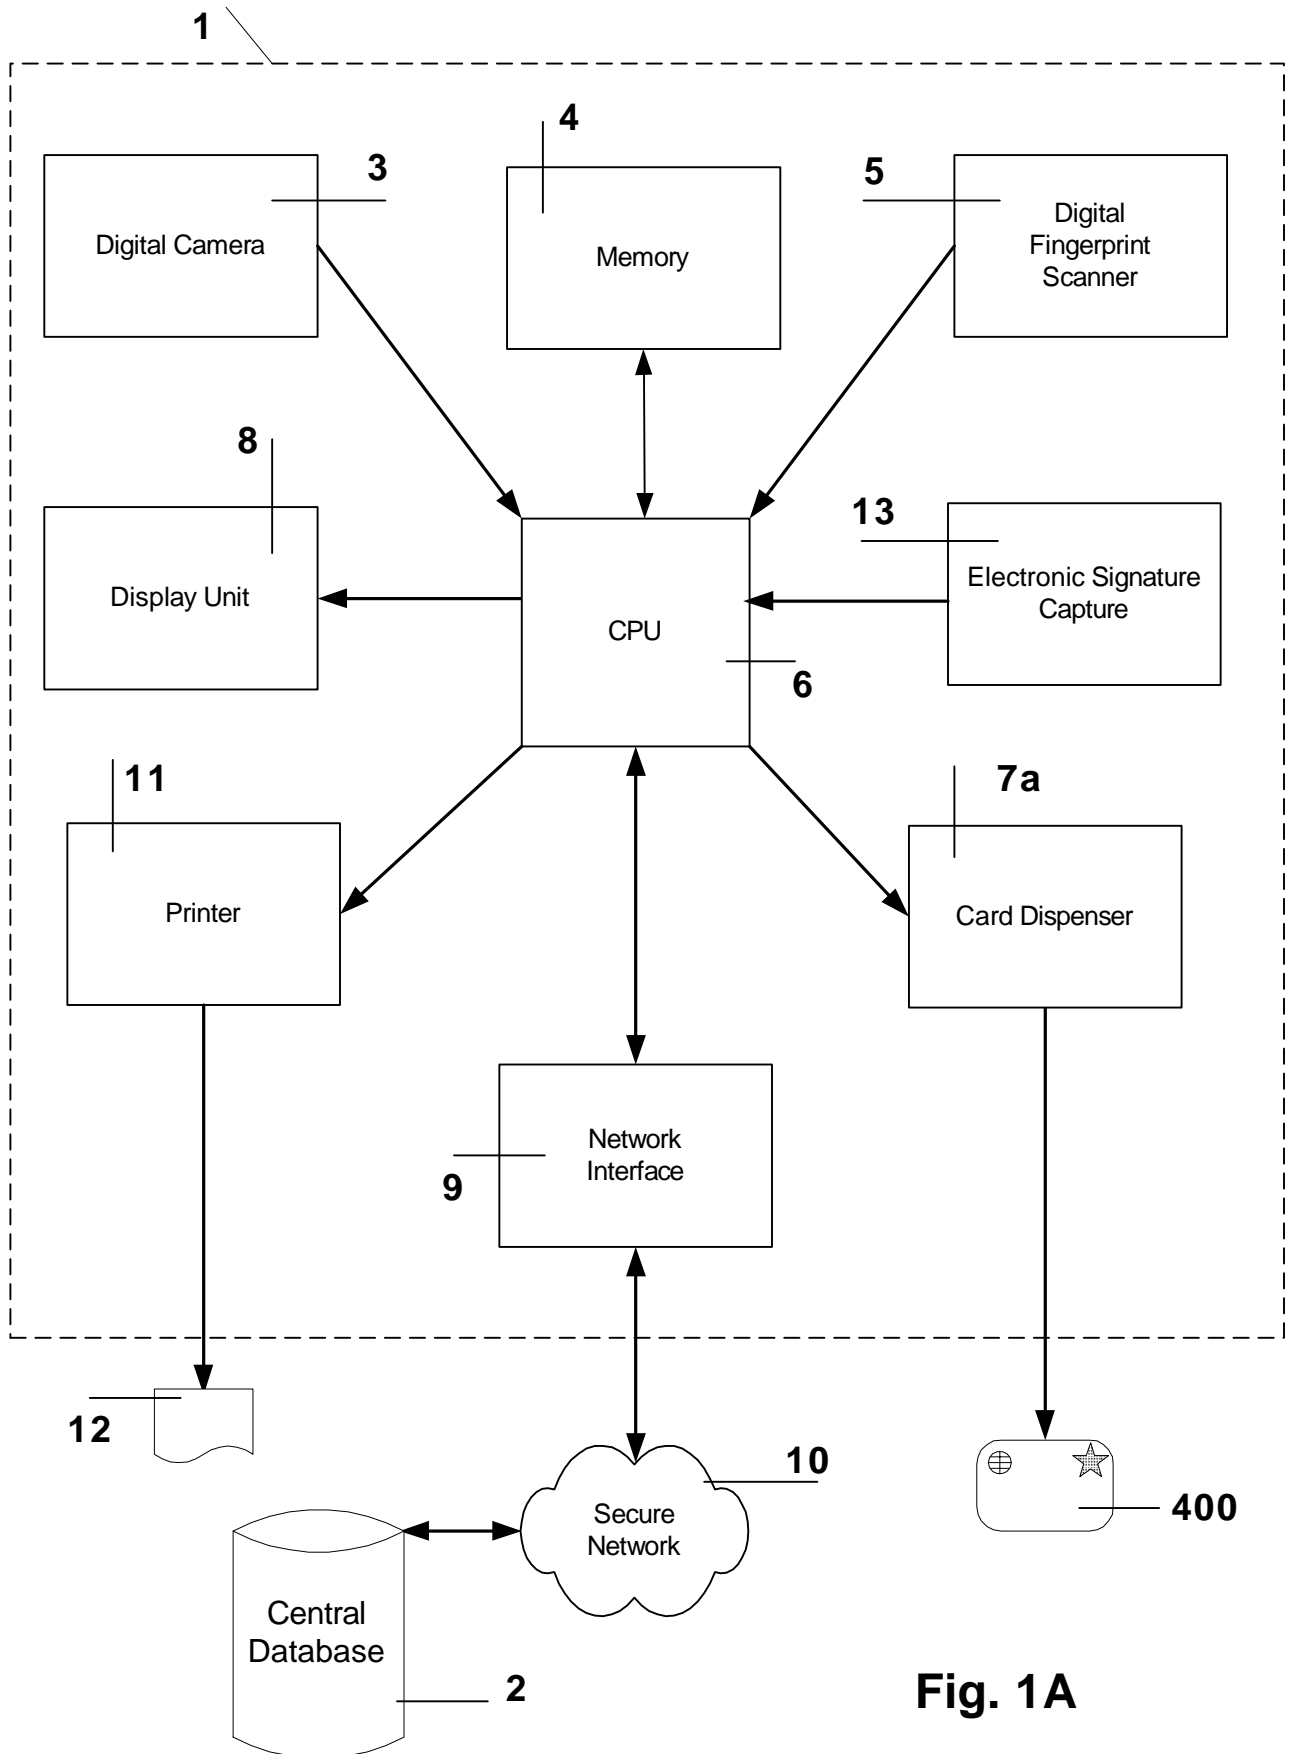 1
4
3
5
Digital Camera
Memory
Digital
Fingerprint
Scanner
8
13
Display Unit
CPU
Electronic Signature
Capture
6
11
7a
Printer
Card Dispenser
Network
Interface
9
12
10
Secure
Network
400
Central
Database
2
Fig. 1A